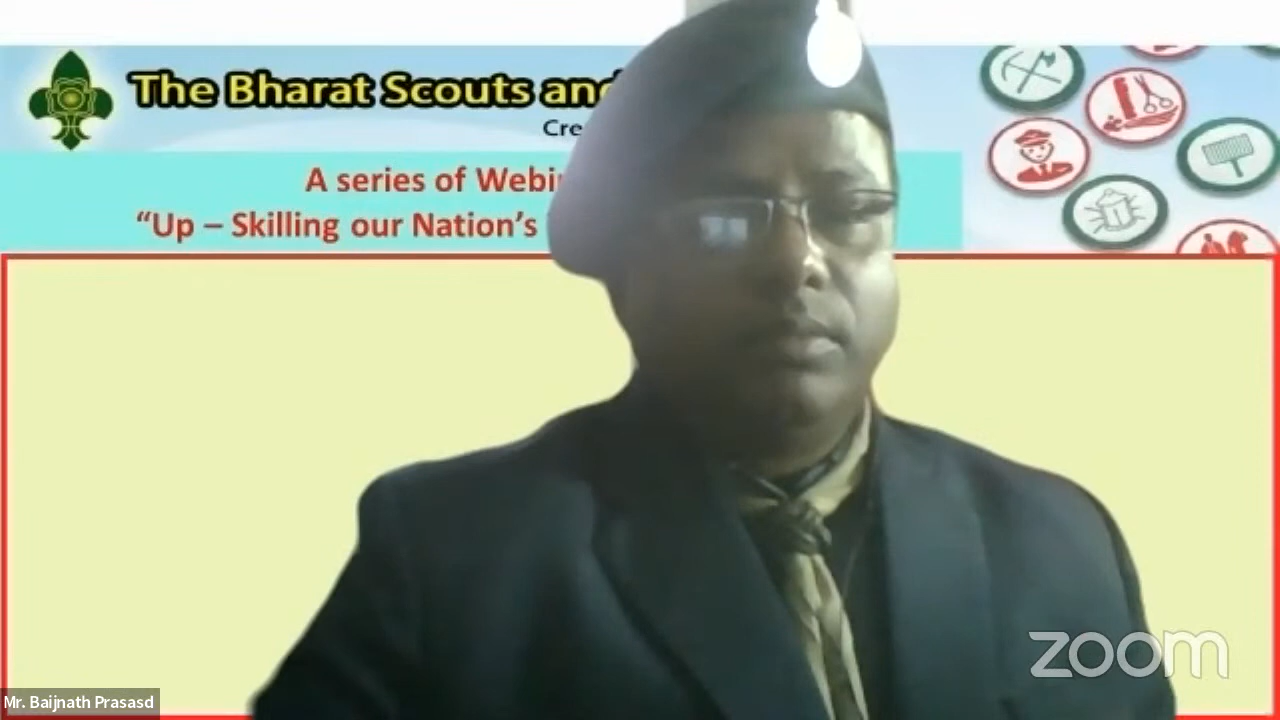 The Bharat Scouts and
Cre
A series of Webi
“Up – Skilling our Nation’s
zoom
Mr. Baijnath Prasasd